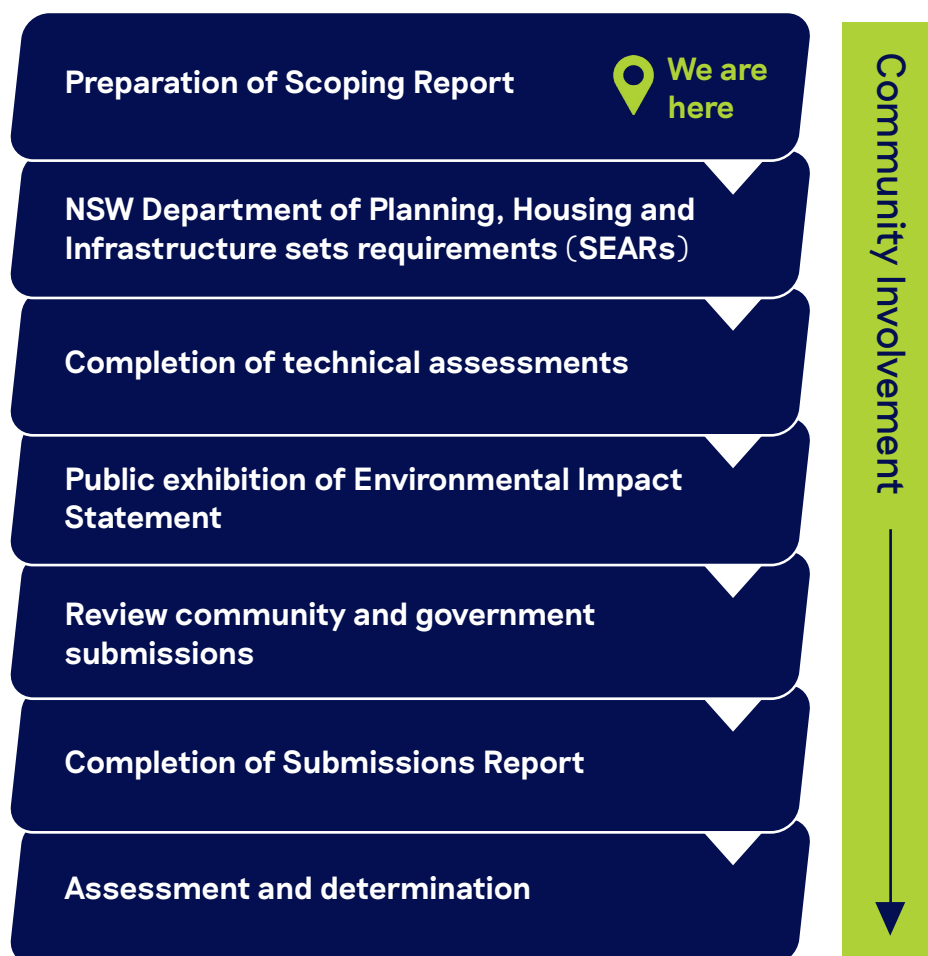 Preparation of Scoping Report
We are
here
NSW Department of Planning, Housing and
Infrastructure sets requirements (SEARs)
Completion of technical assessments
Public exhibition of Environmental Impact
Statement
Review community and government
submissions
Completion of Submissions Report
Assessment and determination
Community Involvement